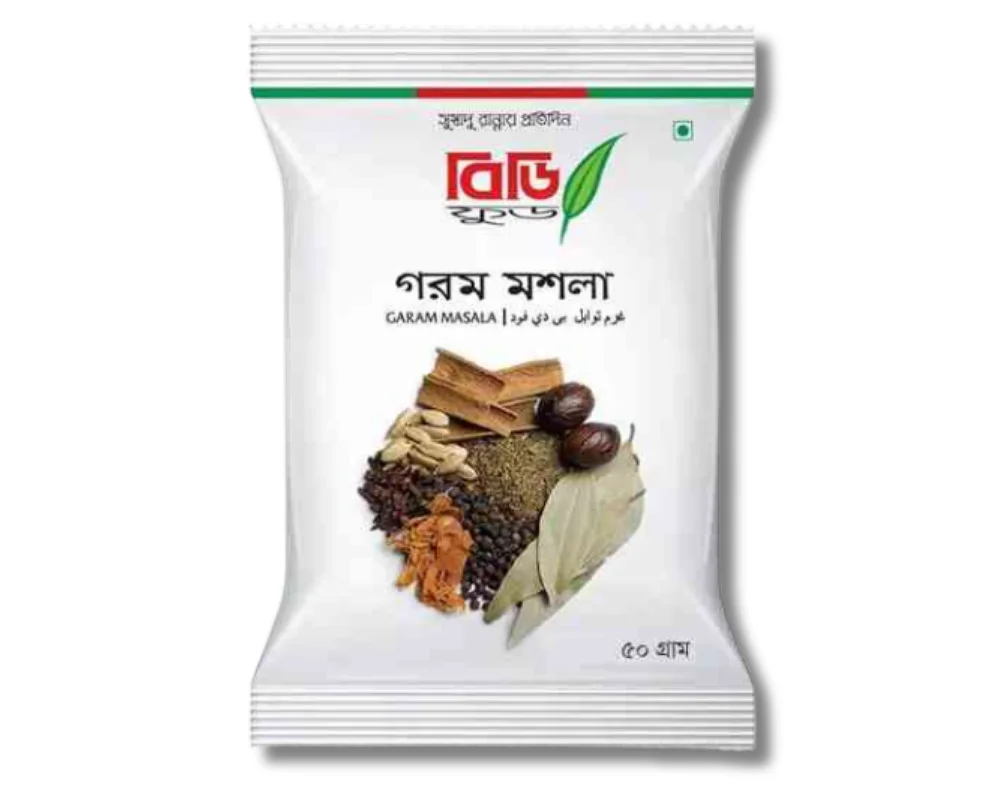 সুস্বাদু রান্নায় প্রতিদিন
বিডি
ফুড
গরম মশলা
GARAM MASALA | غرم توابل بي دي فود
৫০ গ্রাম